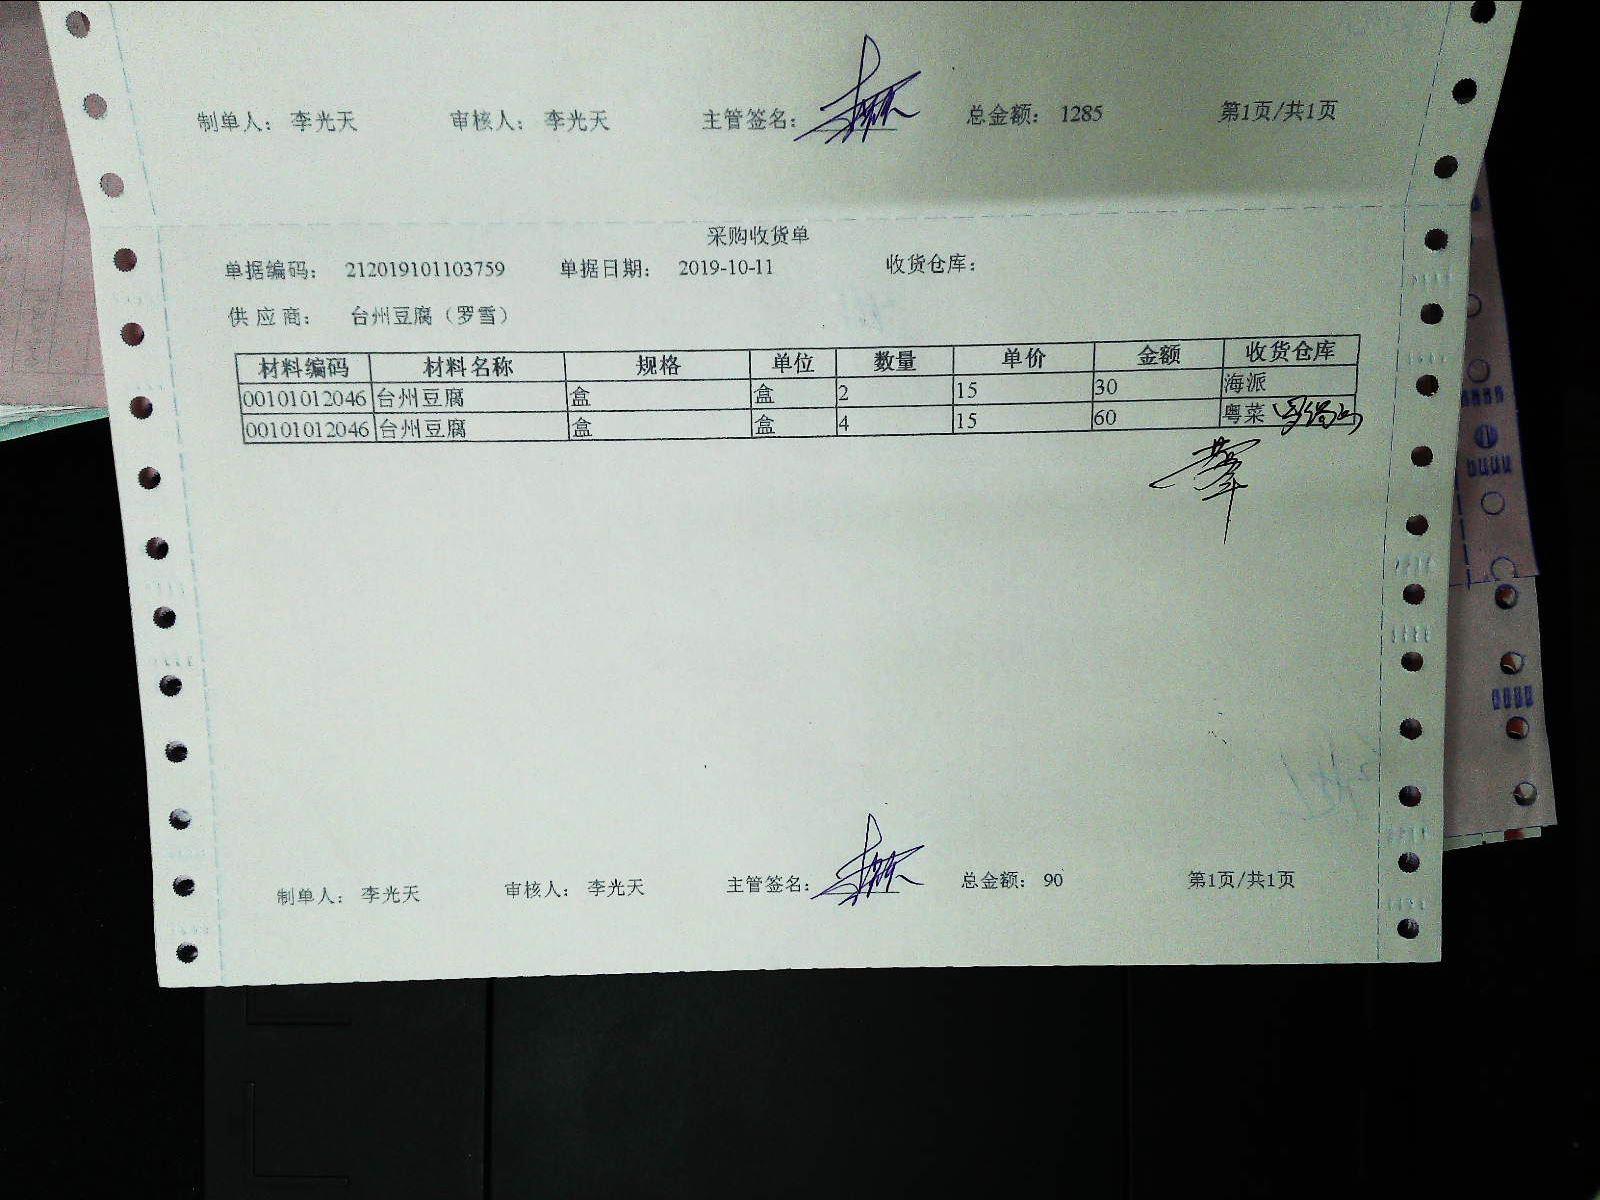 制单人： 李光天 审核人： 李光天 主管签名： 总金额： 1285 第1页/共1页
采购收货单
单据编码： 212019101103759 单据日期： 2019-10-11 收货仓库：
供 应 商： 台州豆腐（罗雪）
材料编码 材料名称 规格 单位 数量 单价 金额 收货仓库
00101012046 台州豆腐 盒 盒 2 15 30 海派
00101012046 台州豆腐 盒 盒 4 15 60 粤菜
制单人： 李光天 审核人： 李光天 主管签名： 总金额： 90 第1页/共1页